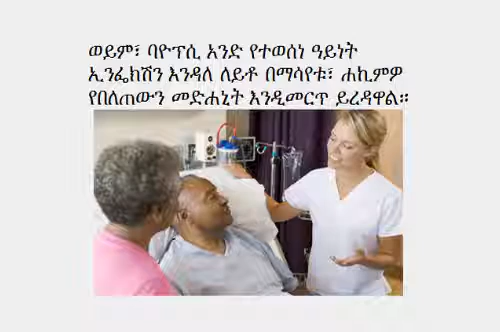 ወይም፣ ባዮፕሲ አንድ የተወሰነ ዓይነት
ኢንፌክሽን እንዳለ ለይቶ በማሳየቱ፣ ሐኪምዎ
የበለጠውን መድሐኒት እንዲመርጥ ይረዳዋል።